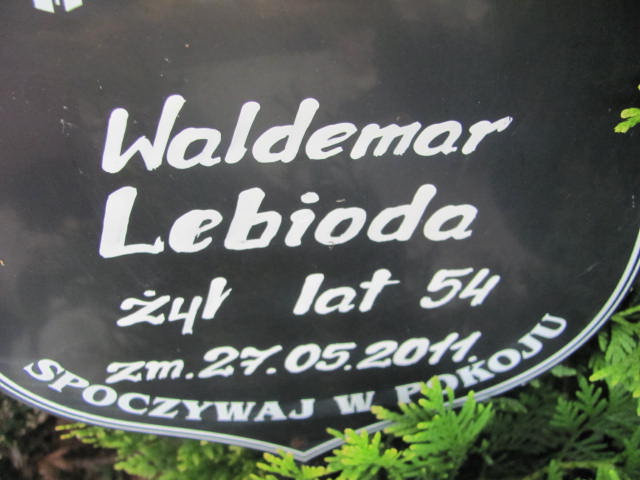 Waldemar
Lebioda
żył lat 54
zm. 27.05.2011.
SPOCZYWAJ W POKOJU